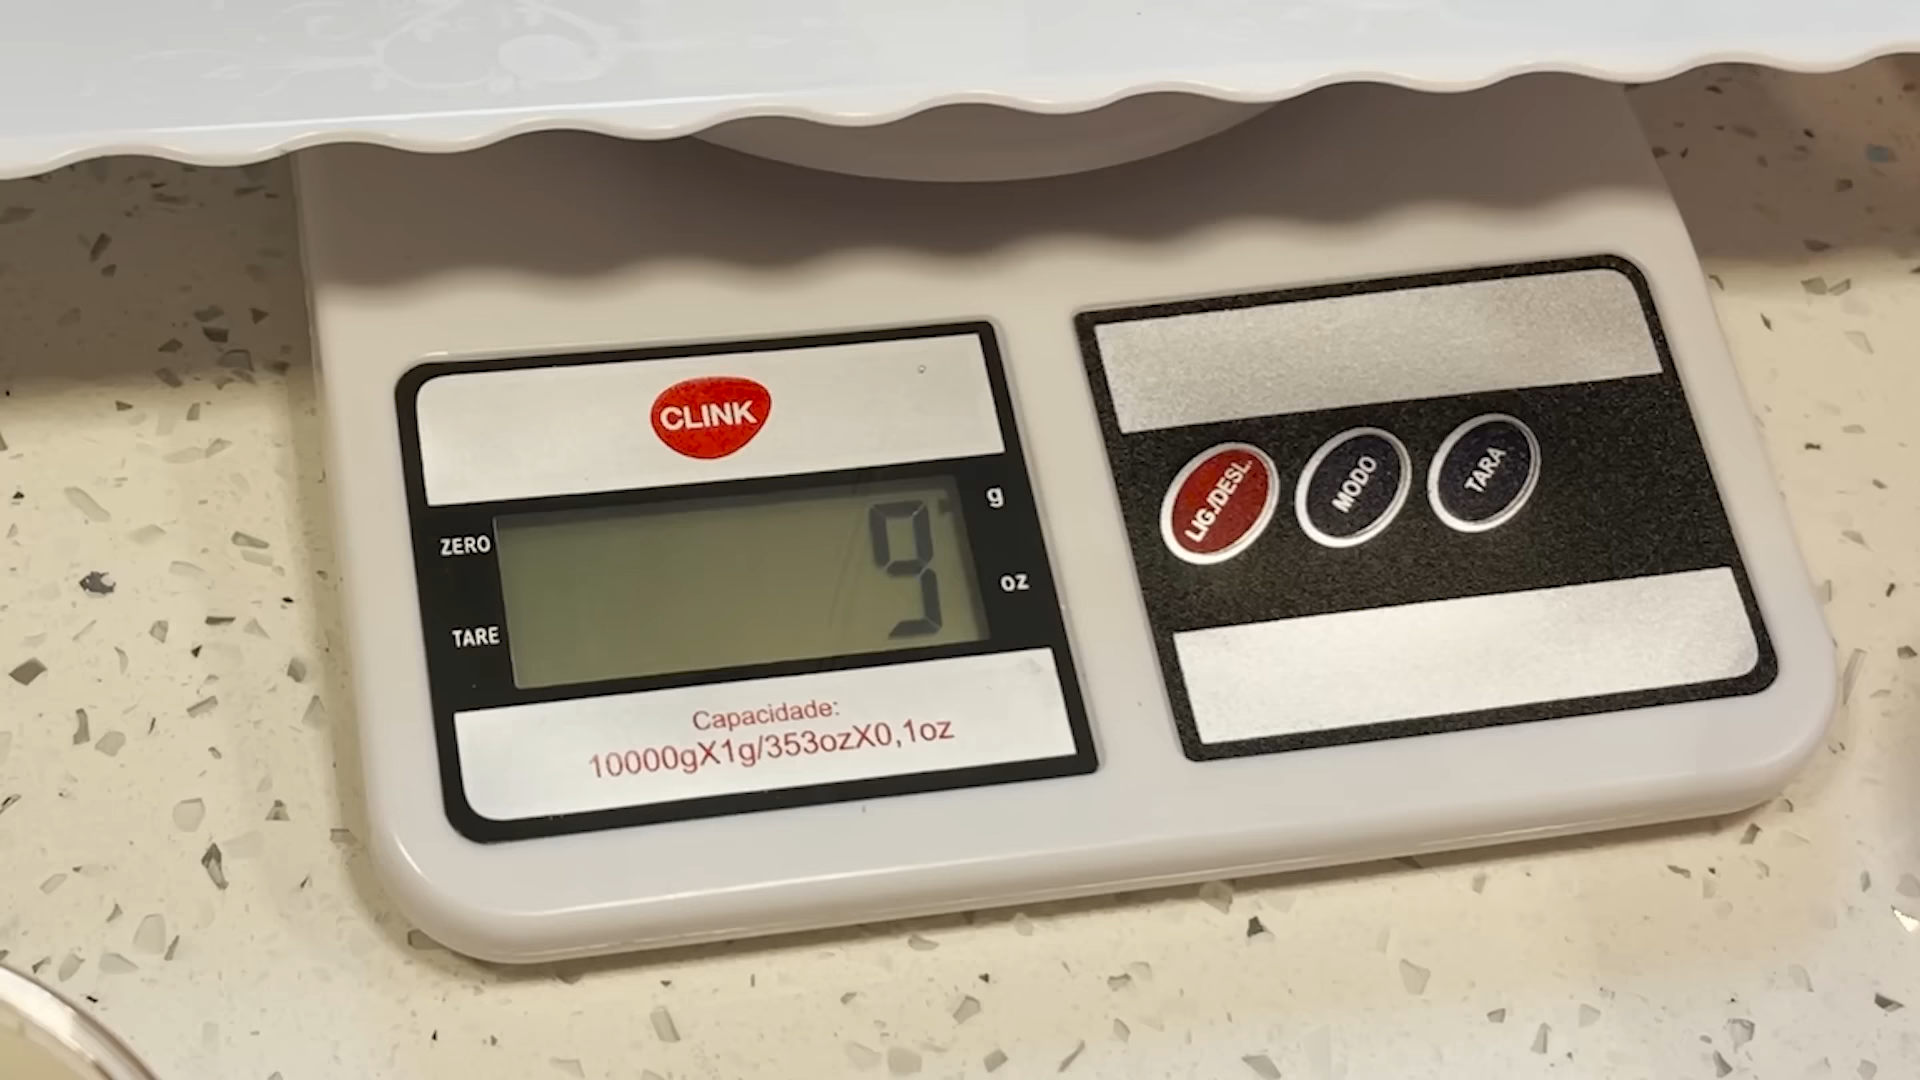 CLINK
ZERO
TARE
9
g
oz
Capacidade:
10000gX1g/353ozX0,1oz
LIG./DESL.
MODO
TARA